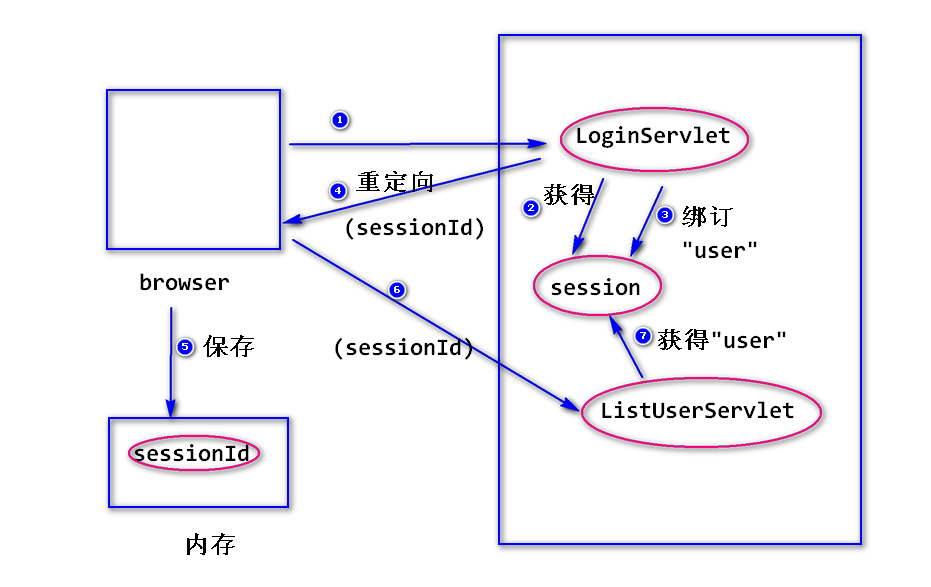 1
LoginServlet
4
重定向
2
获得
3
绑订
"user"
(sessionId)
browser
6
session
5
保存
(sessionId)
7
获得"user"
ListUserServlet
sessionId
内存